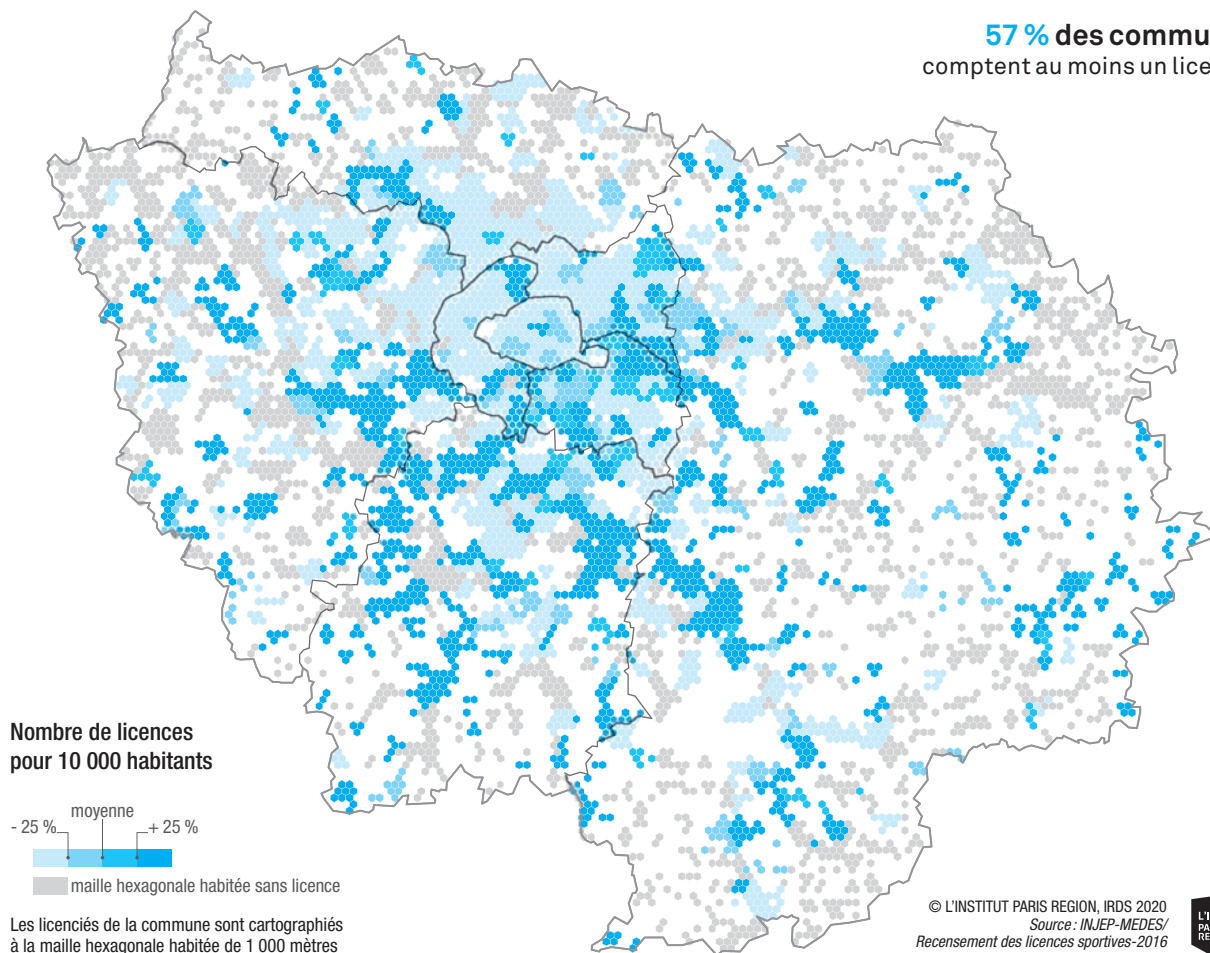 57 % des commu
comptent au moins un lice
Nombre de licences
pour 10 000 habitants
moyenne
- 25 % + 25 %
maille hexagonale habitée sans licence
Les licenciés de la commune sont cartographiés
à la maille hexagonale habitée de 1 000 mètres
© L'INSTITUT PARIS REGION, IRDS 2020
Source : INJEP-MEDES/
Recensement des licences sportives-2016
L'I
PA
RE